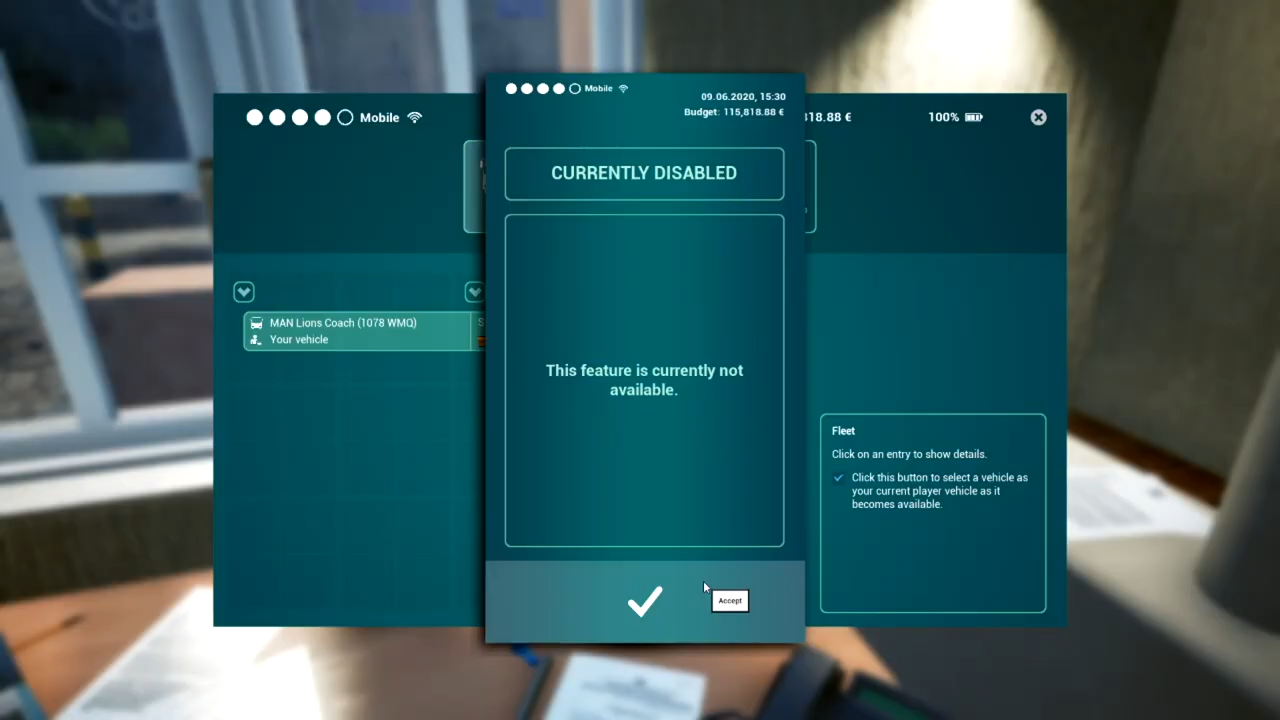 Mobile
09.06.2020, 15:30
Budget: 115,818.88 €
Mobile
318.88 €
100%
CURRENTLY DISABLED
MAN Lions Coach (1078 WMQ)
Your vehicle
This feature is currently not
available.
Fleet
Click on an entry to show details.
Click this button to select a vehicle as
your current player vehicle as it
becomes available.
Accept